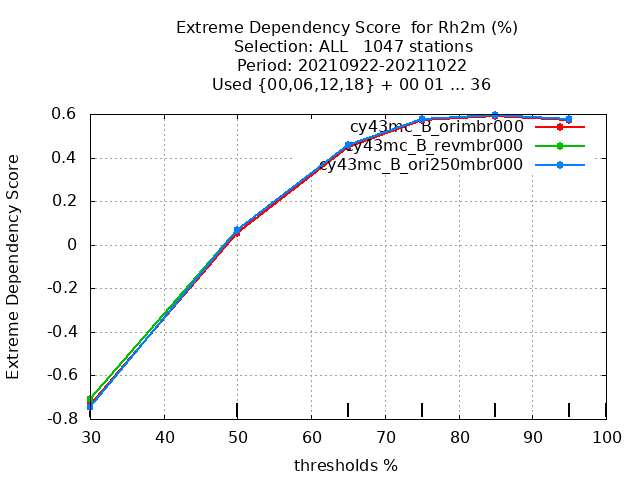 Extreme Dependency Score  for Rh2m (%)
Selection: ALL   1047 stations
Period: 20210922-20211022
Used {00,06,12,18} + 00 01 ... 36
cy43mc_B_orimbr000
cy43mc_B_revmbr000
cy43mc_B_ori250mbr000
Extreme Dependency Score
0.6
0.4
0.2
0
-0.2
-0.4
-0.6
-0.8
30 40 50 60 70 80 90 100
thresholds %